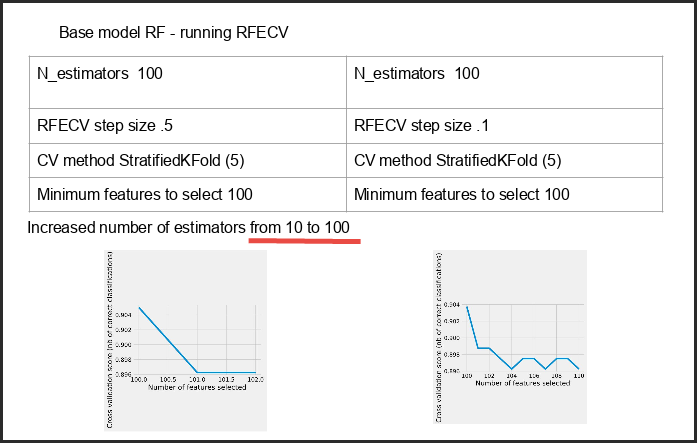 Base model RF - running RFECV
N_estimators  100
N_estimators  100
RFECV step size .5
RFECV step size .1
CV method StratifiedKFold (5)
CV method StratifiedKFold (5)
Minimum features to select 100
Minimum features to select 100
Increased number of estimators from 10 to 100
Cross validation score (nb of correct classifications)
0.904
0.902
0.900
0.898
0.896
100.0 100.5 101.0 101.5 102.0
Number of features selected
Cross validation score (nb of correct classifications)
0.904
0.902
0.900
0.898
0.896
100 102 104 106 108 110
Number of features selected